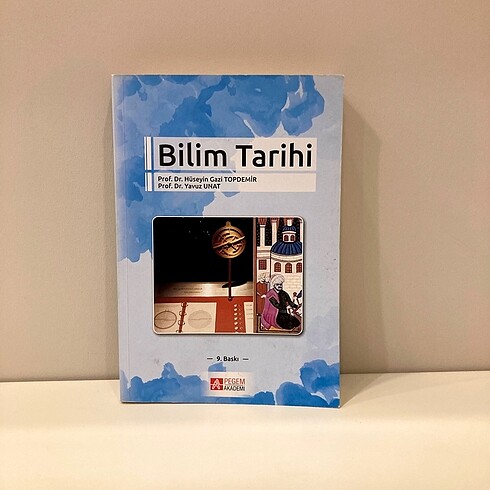 Bilim Tarihi
Prof. Dr. Hüseyin Gazi TOPDEMİR
Prof. Dr. Yavuz UNAT
— 9. Baskı —
PEGEM
AKADEMİ